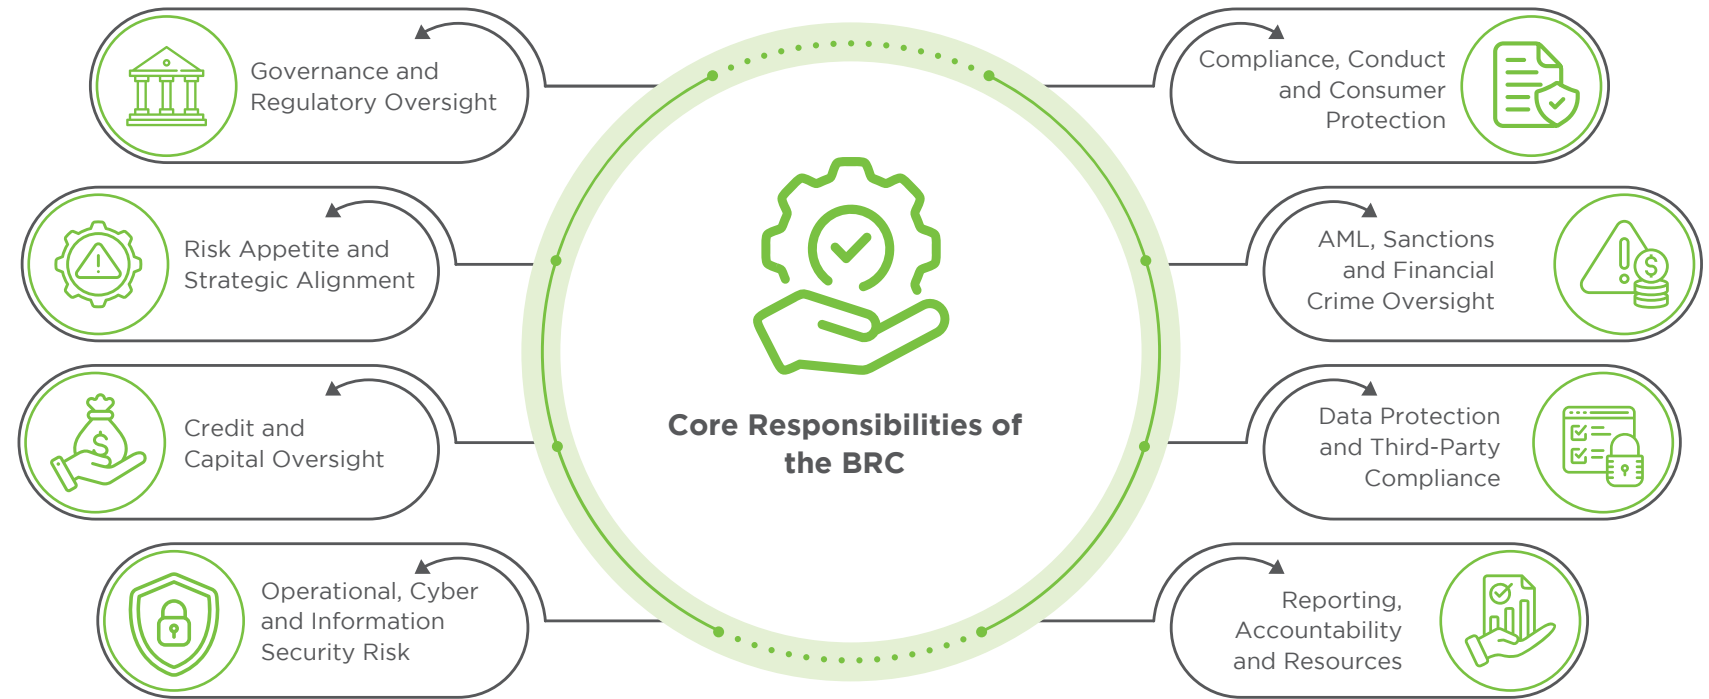 Governance and
Regulatory Oversight
Risk Appetite and
Strategic Alignment
Credit and
Capital Oversight
Operational, Cyber
and Information
Security Risk
Core Responsibilities of
the BRC
Compliance, Conduct
and Consumer
Protection
AML, Sanctions
and Financial
Crime Oversight
Data Protection
and Third-Party
Compliance
Reporting,
Accountability
and Resources